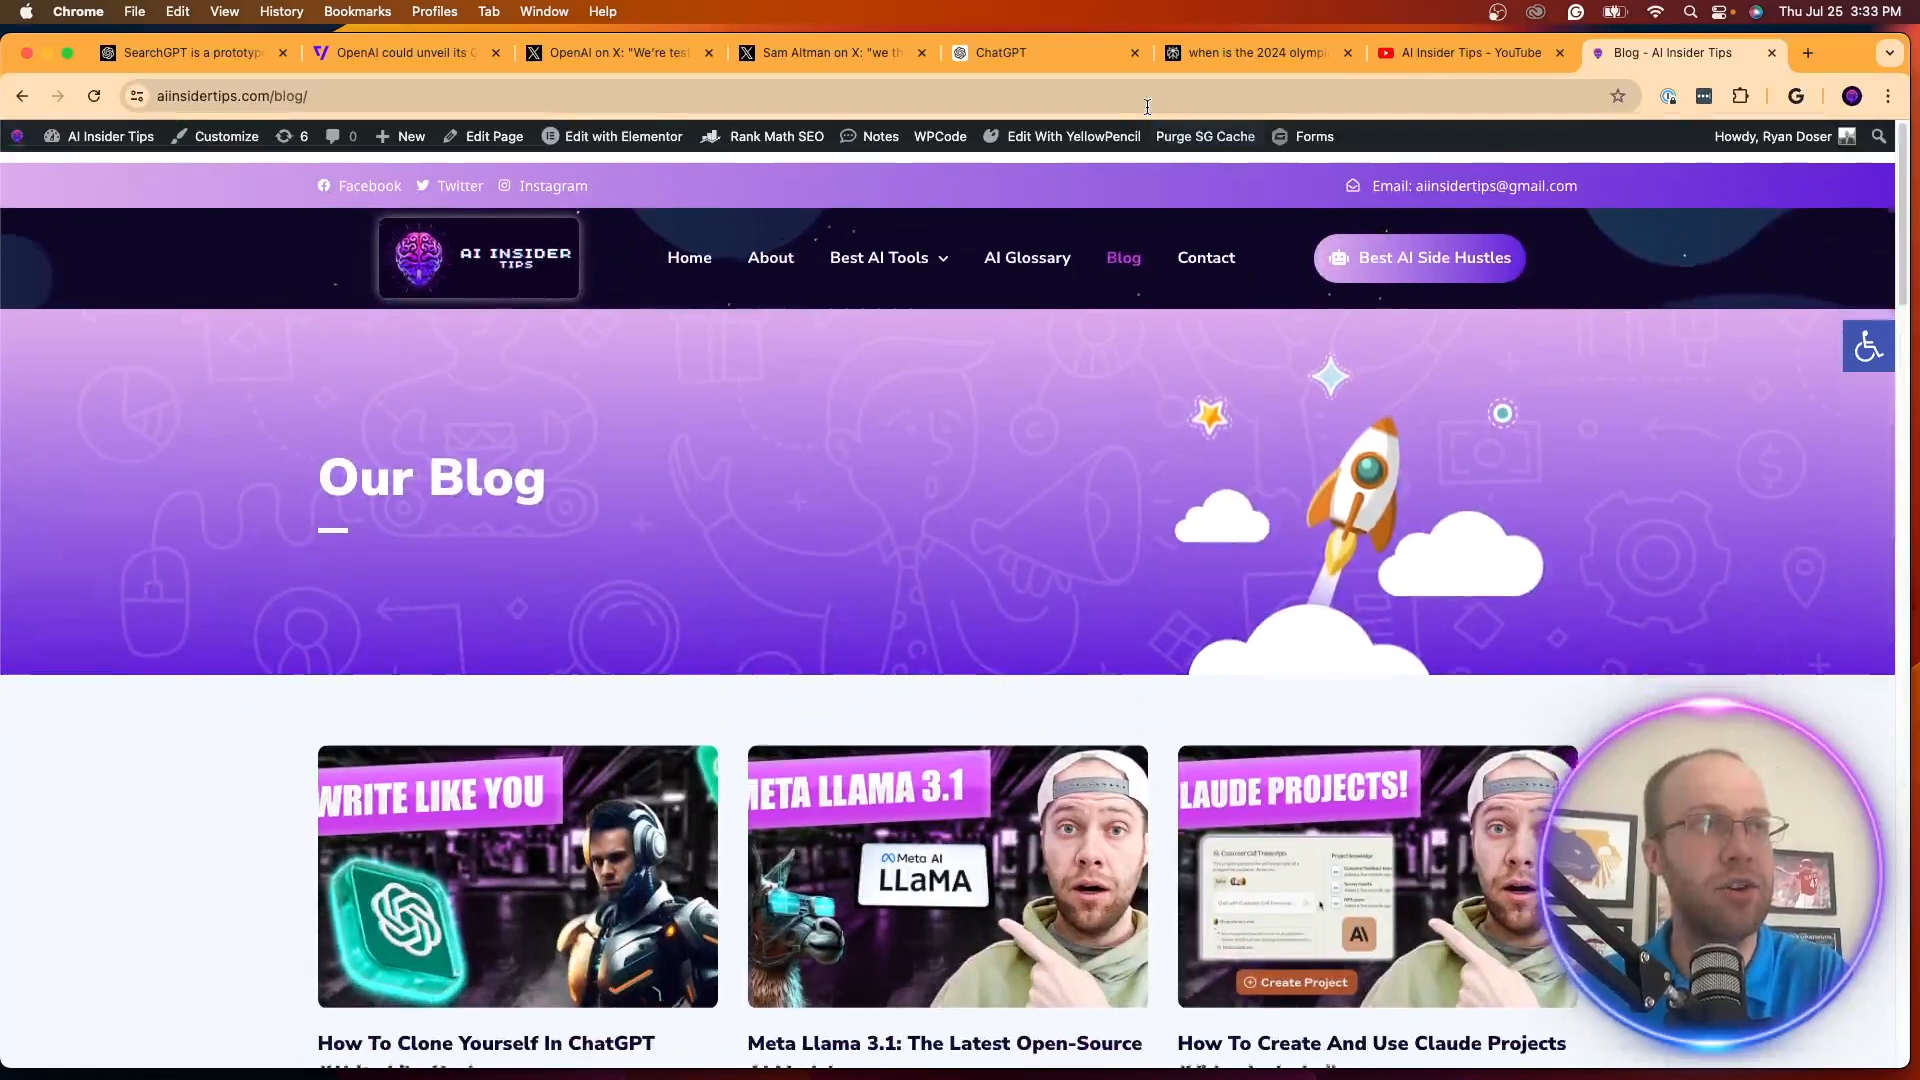 Chrome File Edit View History Bookmarks Profiles Tab Window Help
Thu Jul 25 3:33 PM
SearchGPT is a prototype
OpenAI could unveil its
OpenAI on X: "We're test
Sam Altman on X: "we th
ChatGPT
when is the 2024 olympi
AI Insider Tips - YouTube
Blog - AI Insider Tips
aiinsidertips.com/blog/
AI Insider Tips Customize 6 0 New Edit Page Edit with Elementor Rank Math SEO Notes WPCode Edit With YellowPencil Purge SG Cache Forms
Howdy, Ryan Doser
Facebook Twitter Instagram
Email: aiinsidertips@gmail.com
AI INSIDER
TIPS
Home About Best AI Tools AI Glossary Blog Contact
Best AI Side Hustles
Our Blog
WRITE LIKE YOU
META LLAMA 3.1
Meta AI
LLaMA
LAUDE PROJECTS!
Customer Call Transcripts
Project knowledge
Create Project
How To Clone Yourself In ChatGPT
Meta Llama 3.1: The Latest Open-Source
How To Create And Use Claude Projects